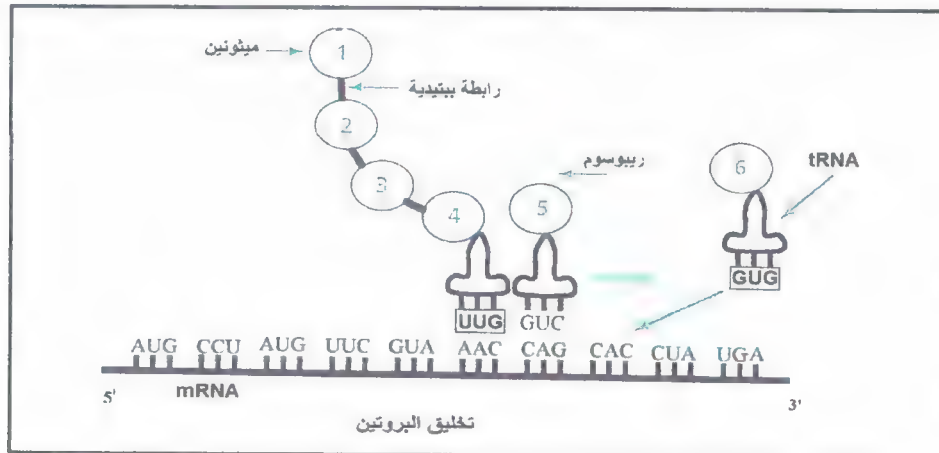 1
ميثونين
رابطة ببتيدية
2
ريبوسوم
3
6
tRNA
4
5
GUG
UUG
GUC
AUG CCU AUG UUC GUA AAC CAG CAC CUA UGA
5'
mRNA
3'
تخليق البروتين